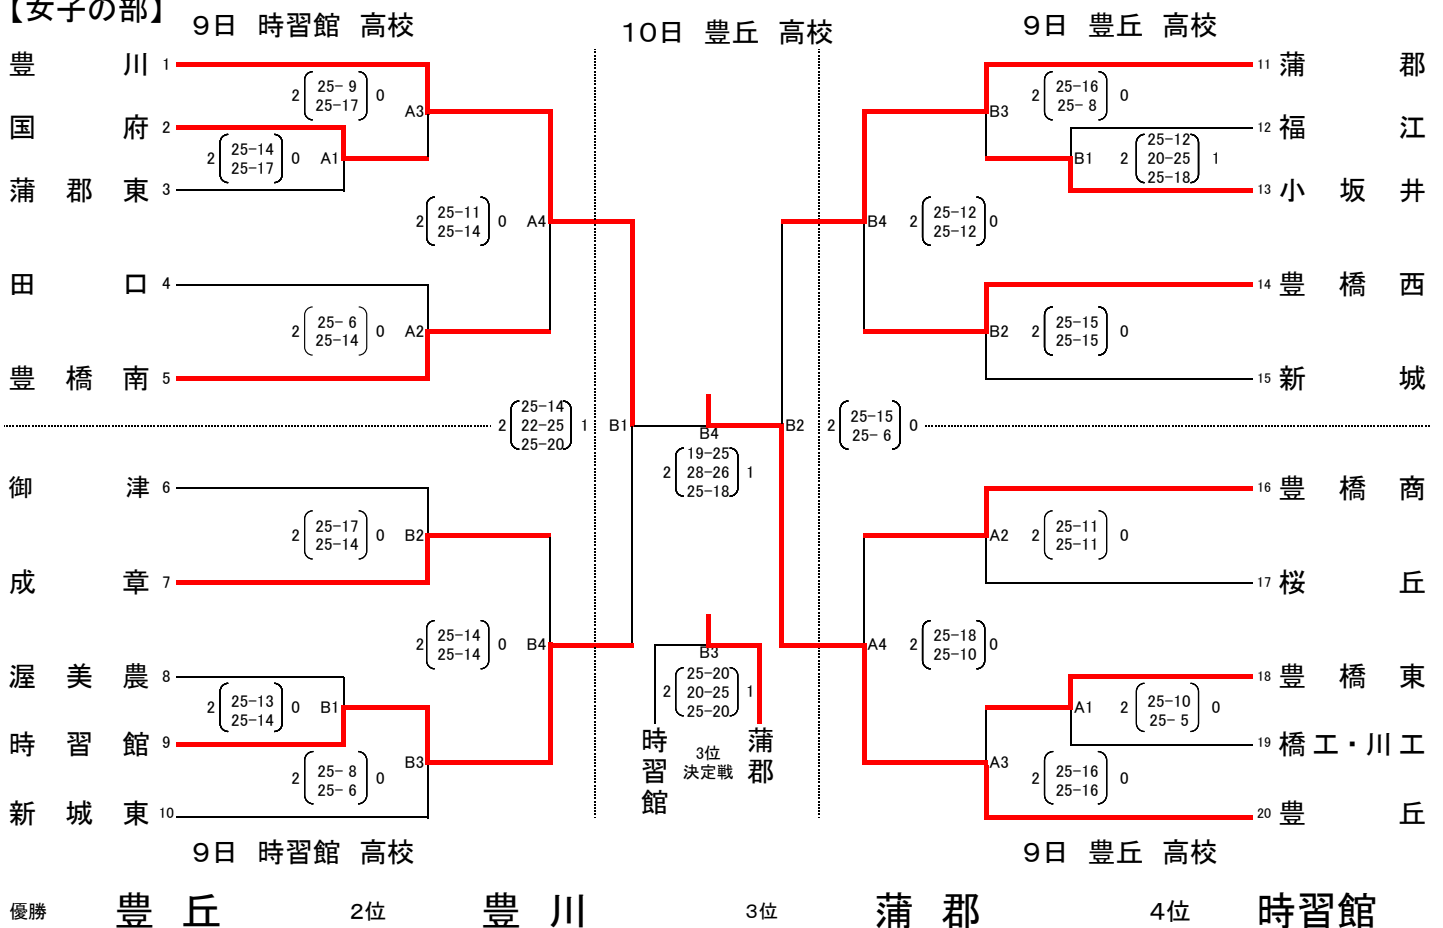 【女子の部】
9日 時習館 高校
10日 豊丘 高校
9日 豊丘 高校
豊川 1
国府 2
蒲郡東 3
田口 4
豊橋南 5
御津 6
成章 7
渥美農 8
時習館 9
新城東 10
2 25-9 0 A3
25-17
2 25-14 0 A1
25-17
2 25-11 0 A4
25-14
2 25-6 0 A2
25-14
25-14
2 22-25 1 B1
25-20
2 25-17 0 B2
25-14
2 25-14 0 B4
25-14
2 25-13 0 B1
25-14
2 25-8 0 B3
25-6
B4
19-25
2 28-26 1
25-18
B3
25-20
2 20-25 1
25-20
時習館
3位
決定戦
蒲郡
B2 2 25-15 0
25-6
B3 2 25-16 0
25-8
25-12
B1 2 20-25 1
25-18
B4 2 25-12 0
25-12
B2 2 25-15 0
25-15
A2 2 25-11 0
25-11
A4 2 25-18 0
25-10
A1 2 25-10 0
25-5
A3 2 25-16 0
25-16
11 蒲郡
12 福江
13 小坂井
14 豊橋西
15 新城
16 豊橋商
17 桜丘
18 豊橋東
19 橋工・川工
20 豊丘
9日 時習館 高校
9日 豊丘 高校
優勝 豊丘 2位 豊川 3位 蒲郡 4位 時習館